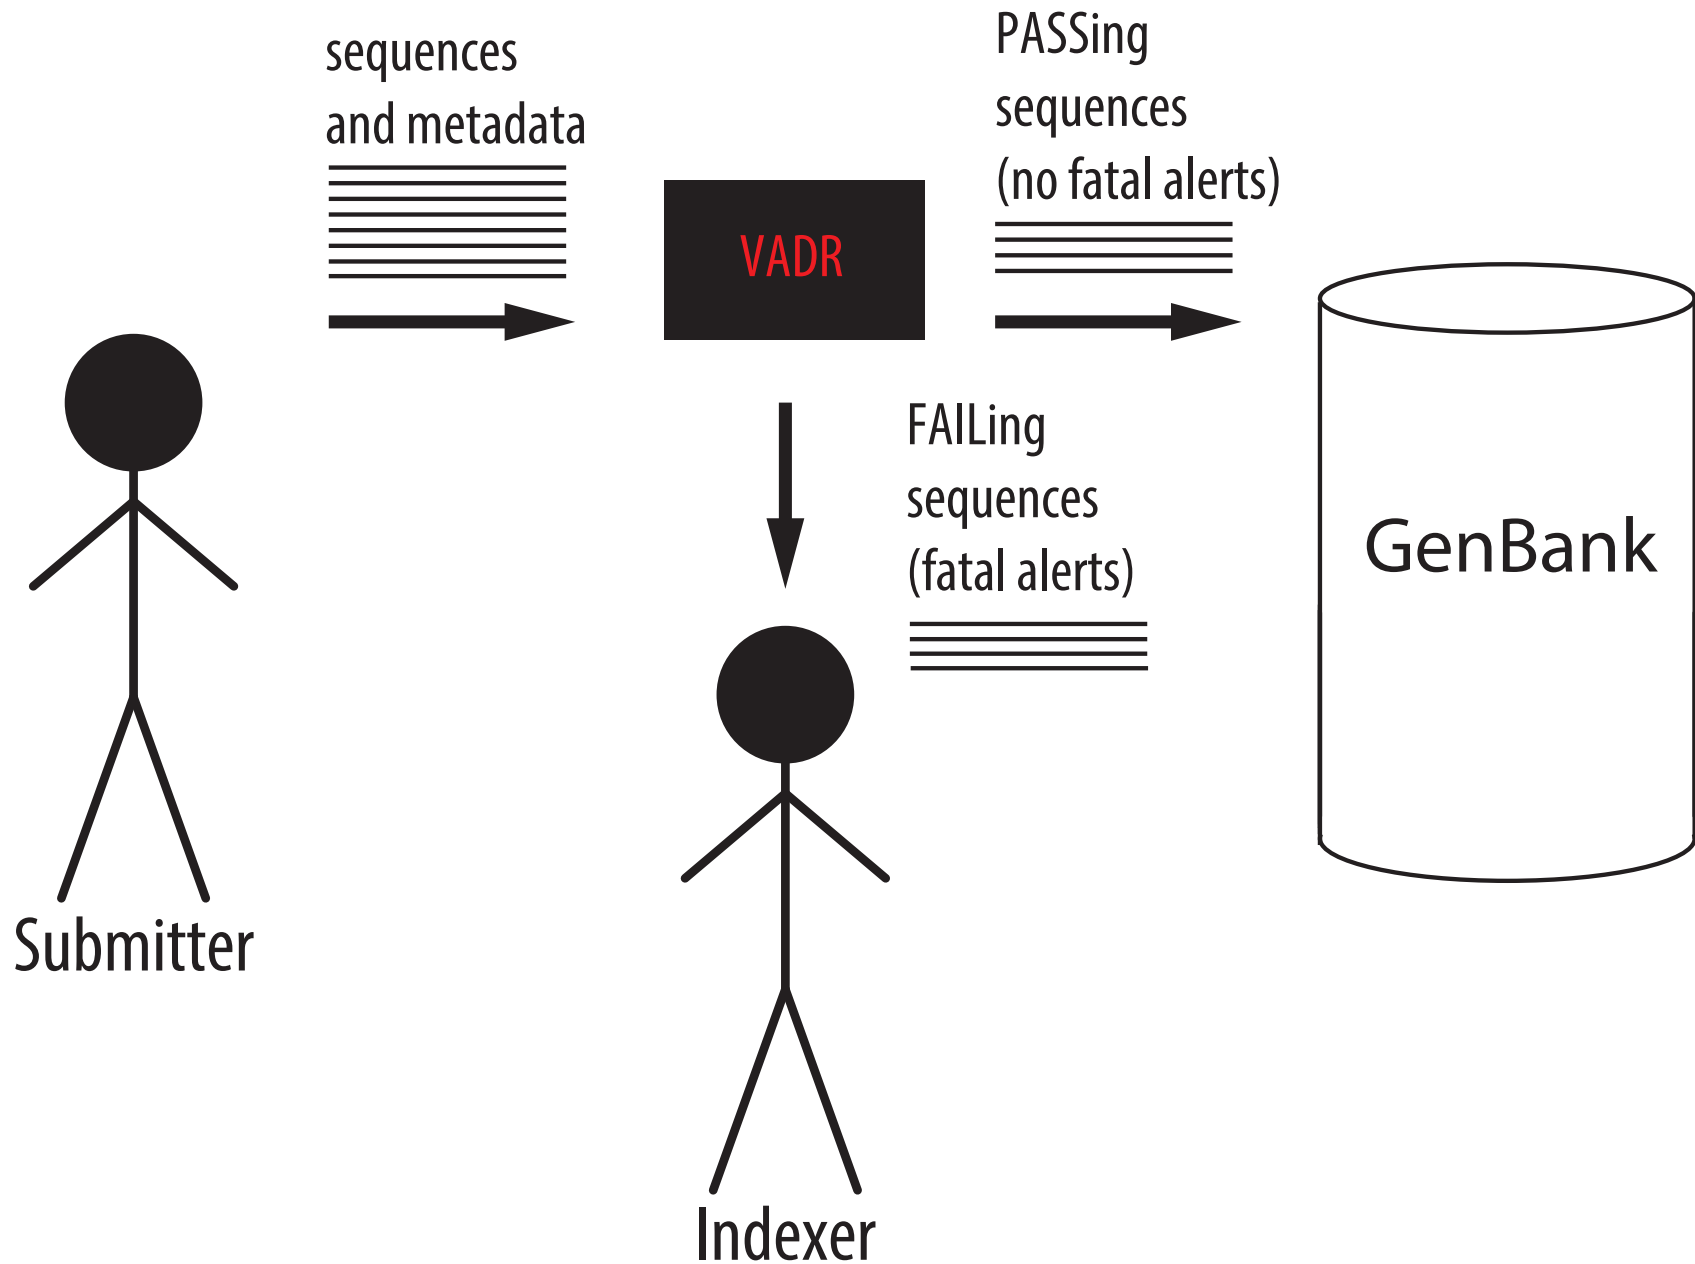 sequences
and metadata
PASSing
sequences
(no fatal alerts)
VADR
FAILing
sequences
(fatal alerts)
GenBank
Submitter
Indexer